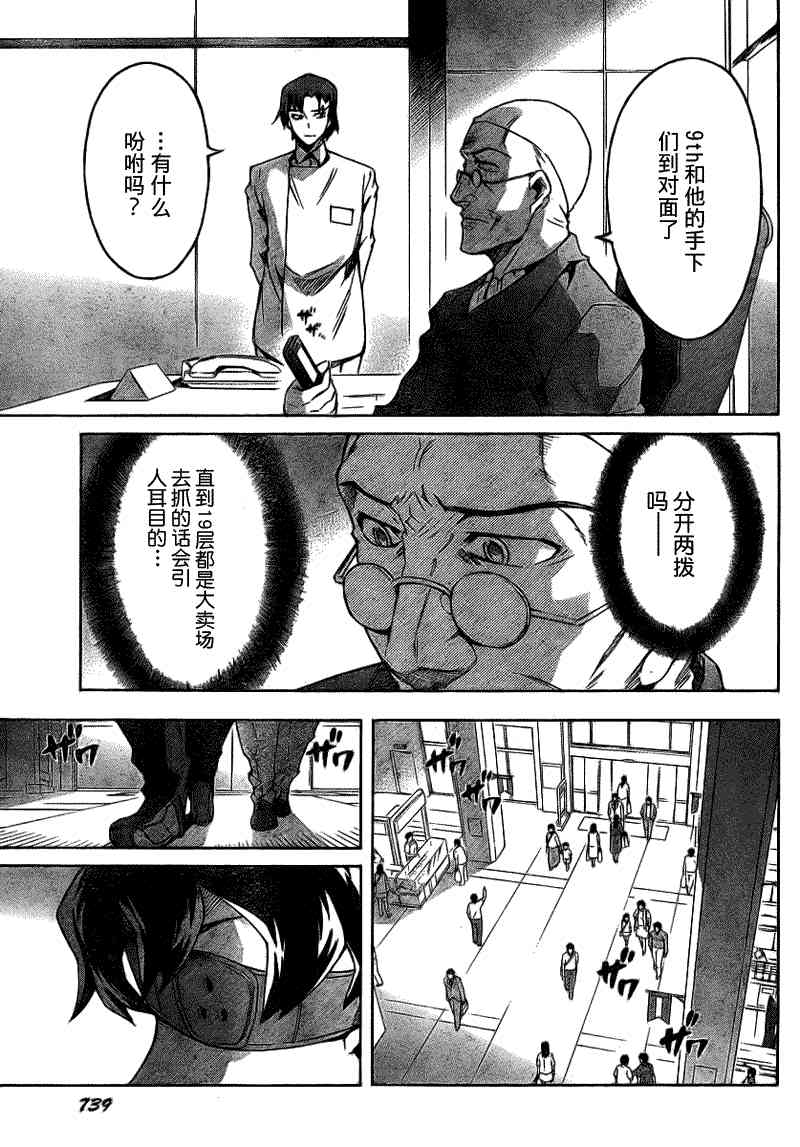 9th和他的手下
们到对面了
…有什么
吩咐吗？
ザ
ザ
分开两拨
吗——
直到19层都是大卖场
去抓的话会引
人耳目的…
ザワ
ザワ
ザワ
ザワ
ザワ
ザワ
739